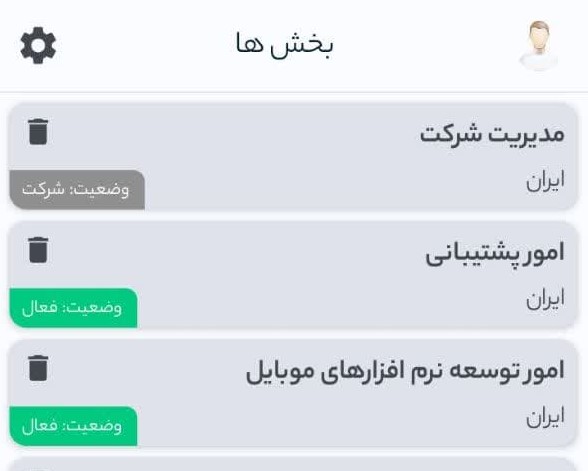 بخش ها
مدیریت شرکت
ایران
وضعیت: شرکت
امور پشتیبانی
ایران
وضعیت: فعال
امور توسعه نرم افزارهای موبایل
ایران
وضعیت: فعال